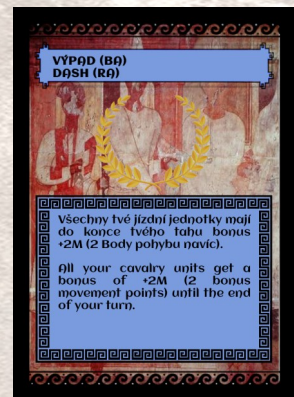 VÝPAD (BA)
DASH (RA)
Všechny tvé jízdní jednotky mají
do konce tvého tahu bonus
+2M (2 Body pohybu navíc).
All your cavalry units get a
bonus of +2M (2 bonus
movement points) until the end
of your turn.